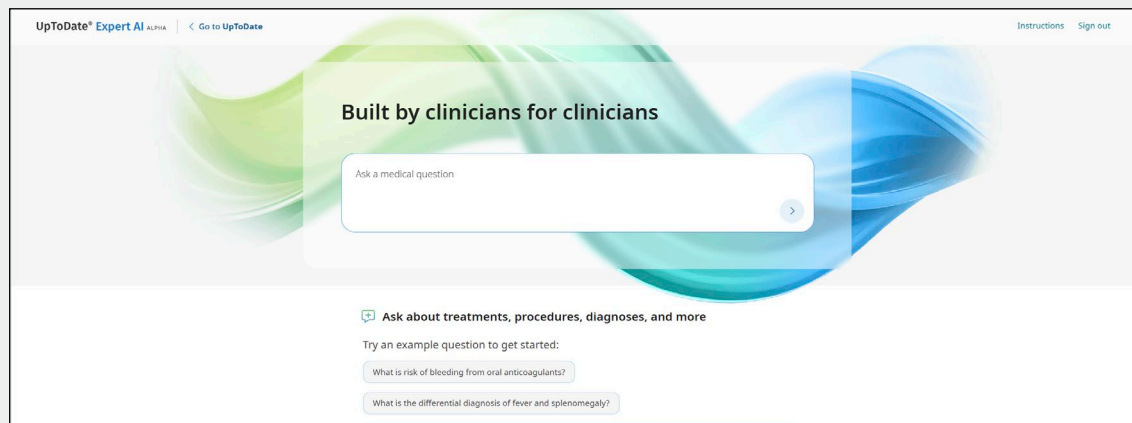 UpToDate® Expert AI ALPHA
Go to UpToDate
Instructions
Sign out
Built by clinicians for clinicians
Ask a medical question
Ask about treatments, procedures, diagnoses, and more
Try an example question to get started:
What is risk of bleeding from oral anticoagulants?
What is the differential diagnosis of fever and splenomegaly?